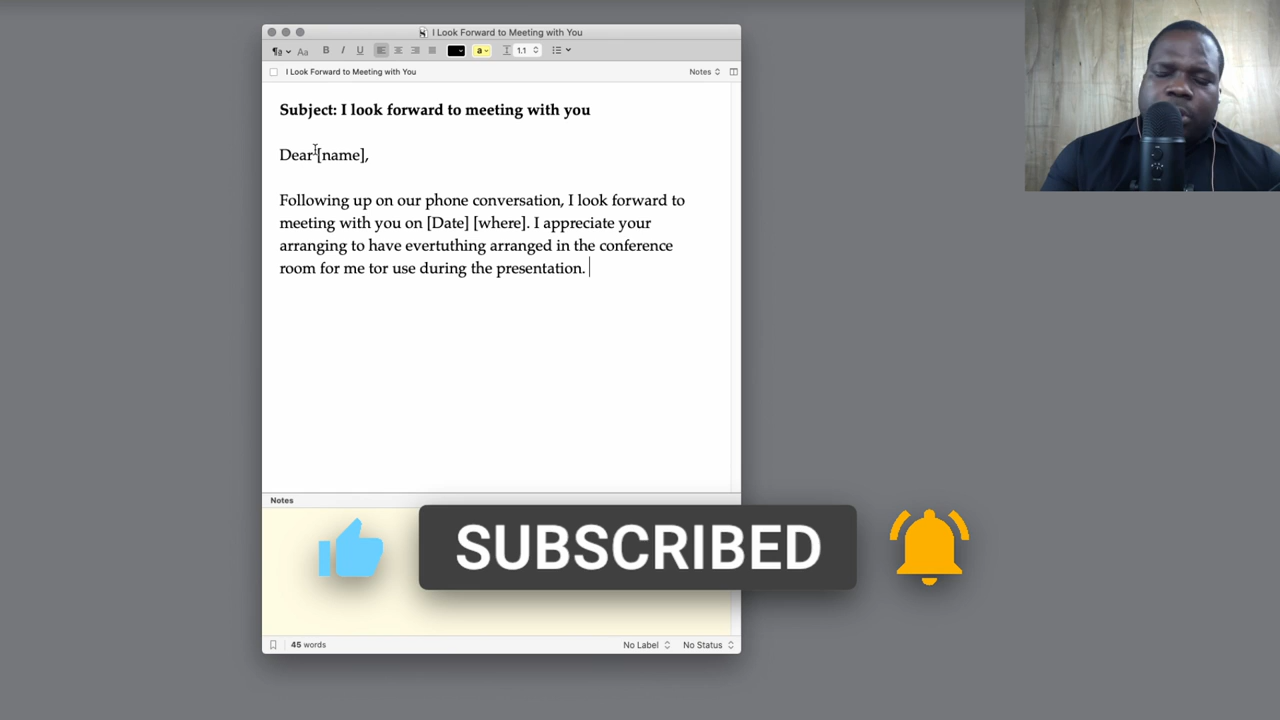 I Look Forward to Meeting with You
Aa B I U a 1.1
I Look Forward to Meeting with You Notes
Subject: I look forward to meeting with you
Dear [name],
Following up on our phone conversation, I look forward to
meeting with you on [Date] [where]. I appreciate your
arranging to have evertuthing arranged in the conference
room for me tor use during the presentation.
Notes
SUBSCRIBED
45 words No Label No Status